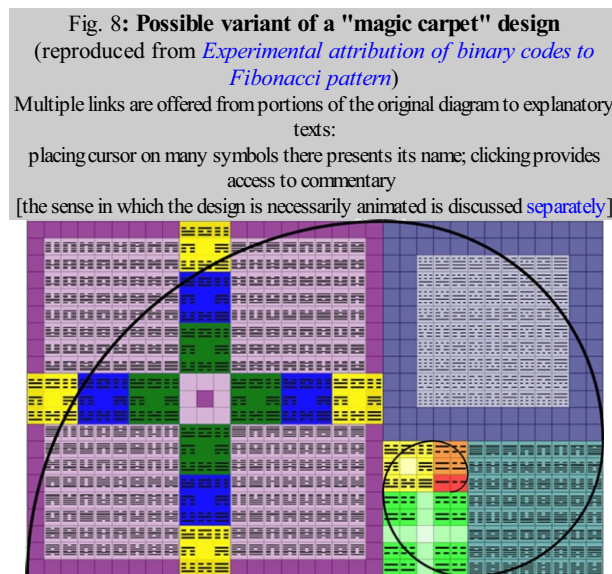 Fig. 8: Possible variant of a "magic carpet" design
(reproduced from Experimental attribution of binary codes to
Fibonacci pattern)
Multiple links are offered from portions of the original diagram to explanatory
texts:
placing cursor on many symbols there presents its name; clicking provides
access to commentary
[the sense in which the design is necessarily animated is discussed separately]